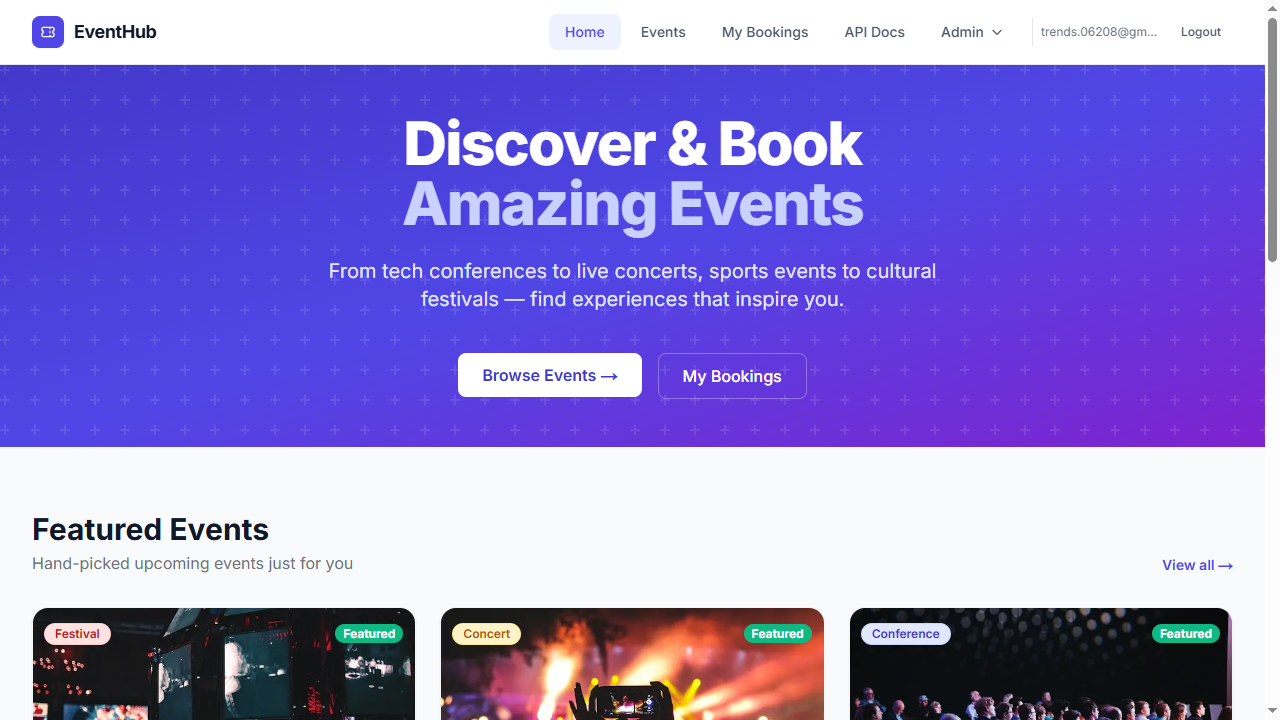 EventHub
Home
Events
My Bookings
API Docs
Admin
trends.06208@gm...
Logout
Discover & Book
Amazing Events
From tech conferences to live concerts, sports events to cultural
festivals — find experiences that inspire you.
Browse Events →
My Bookings
Featured Events
Hand-picked upcoming events just for you
View all →
Festival
Featured
Concert
Featured
Conference
Featured